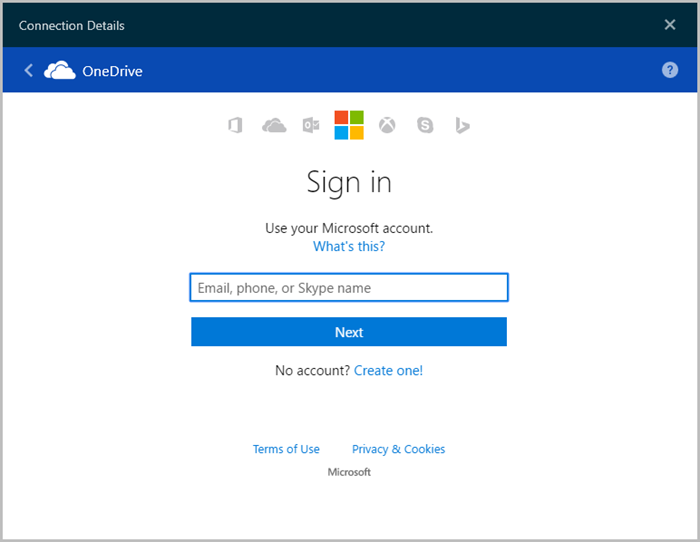 Connection Details
OneDrive
Sign in
Use your Microsoft account.
What's this?
Email, phone, or Skype name
Next
No account? Create one!
Terms of Use Privacy & Cookies
Microsoft